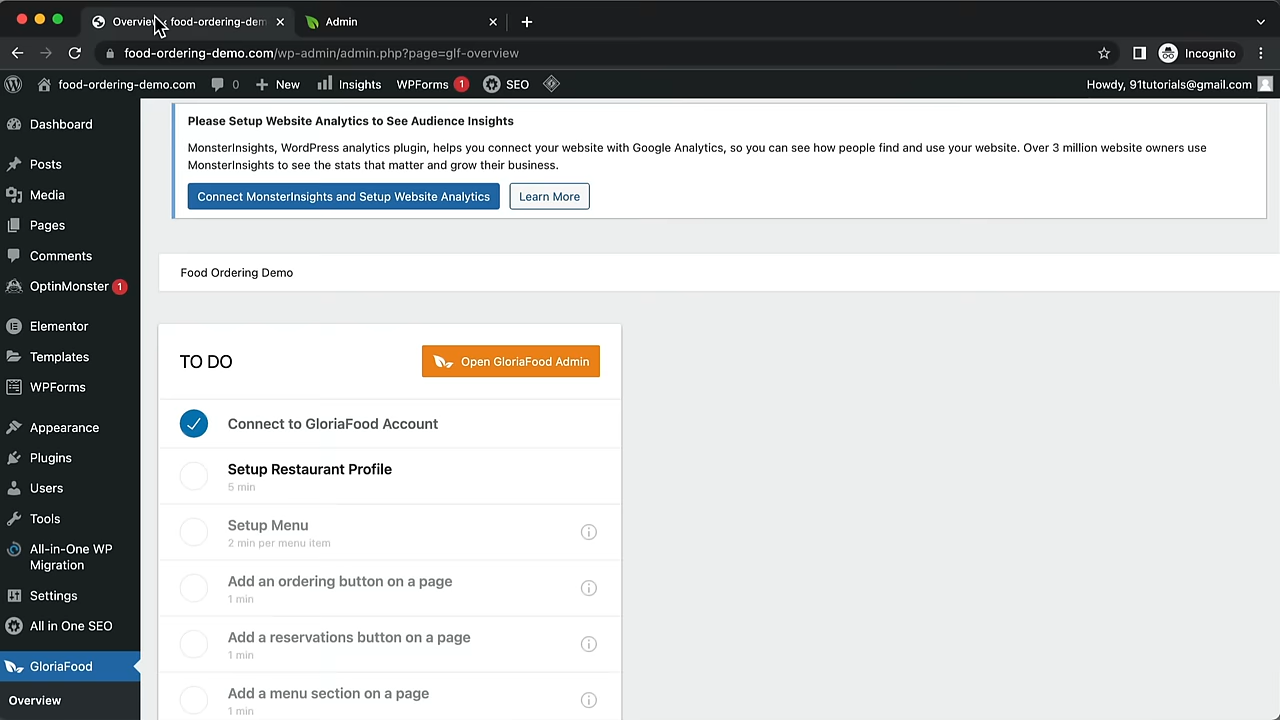 Overview ‹ food-ordering-dem
Admin
food-ordering-demo.com/wp-admin/admin.php?page=glf-overview
Incognito
food-ordering-demo.com
0
New
Insights
WPForms 1
SEO
Howdy, 91tutorials@gmail.com
Dashboard
Posts
Media
Pages
Comments
OptinMonster 1
Elementor
Templates
WPForms
Appearance
Plugins
Users
Tools
All-in-One WP
Migration
Settings
All in One SEO
GloriaFood
Overview
Please Setup Website Analytics to See Audience Insights
MonsterInsights, WordPress analytics plugin, helps you connect your website with Google Analytics, so you can see how people find and use your website. Over 3 million website owners use
MonsterInsights to see the stats that matter and grow their business.
Connect MonsterInsights and Setup Website Analytics
Learn More
Food Ordering Demo
TO DO
Open GloriaFood Admin
Connect to GloriaFood Account
Setup Restaurant Profile
5 min
Setup Menu
2 min per menu item
Add an ordering button on a page
1 min
Add a reservations button on a page
1 min
Add a menu section on a page
1 min